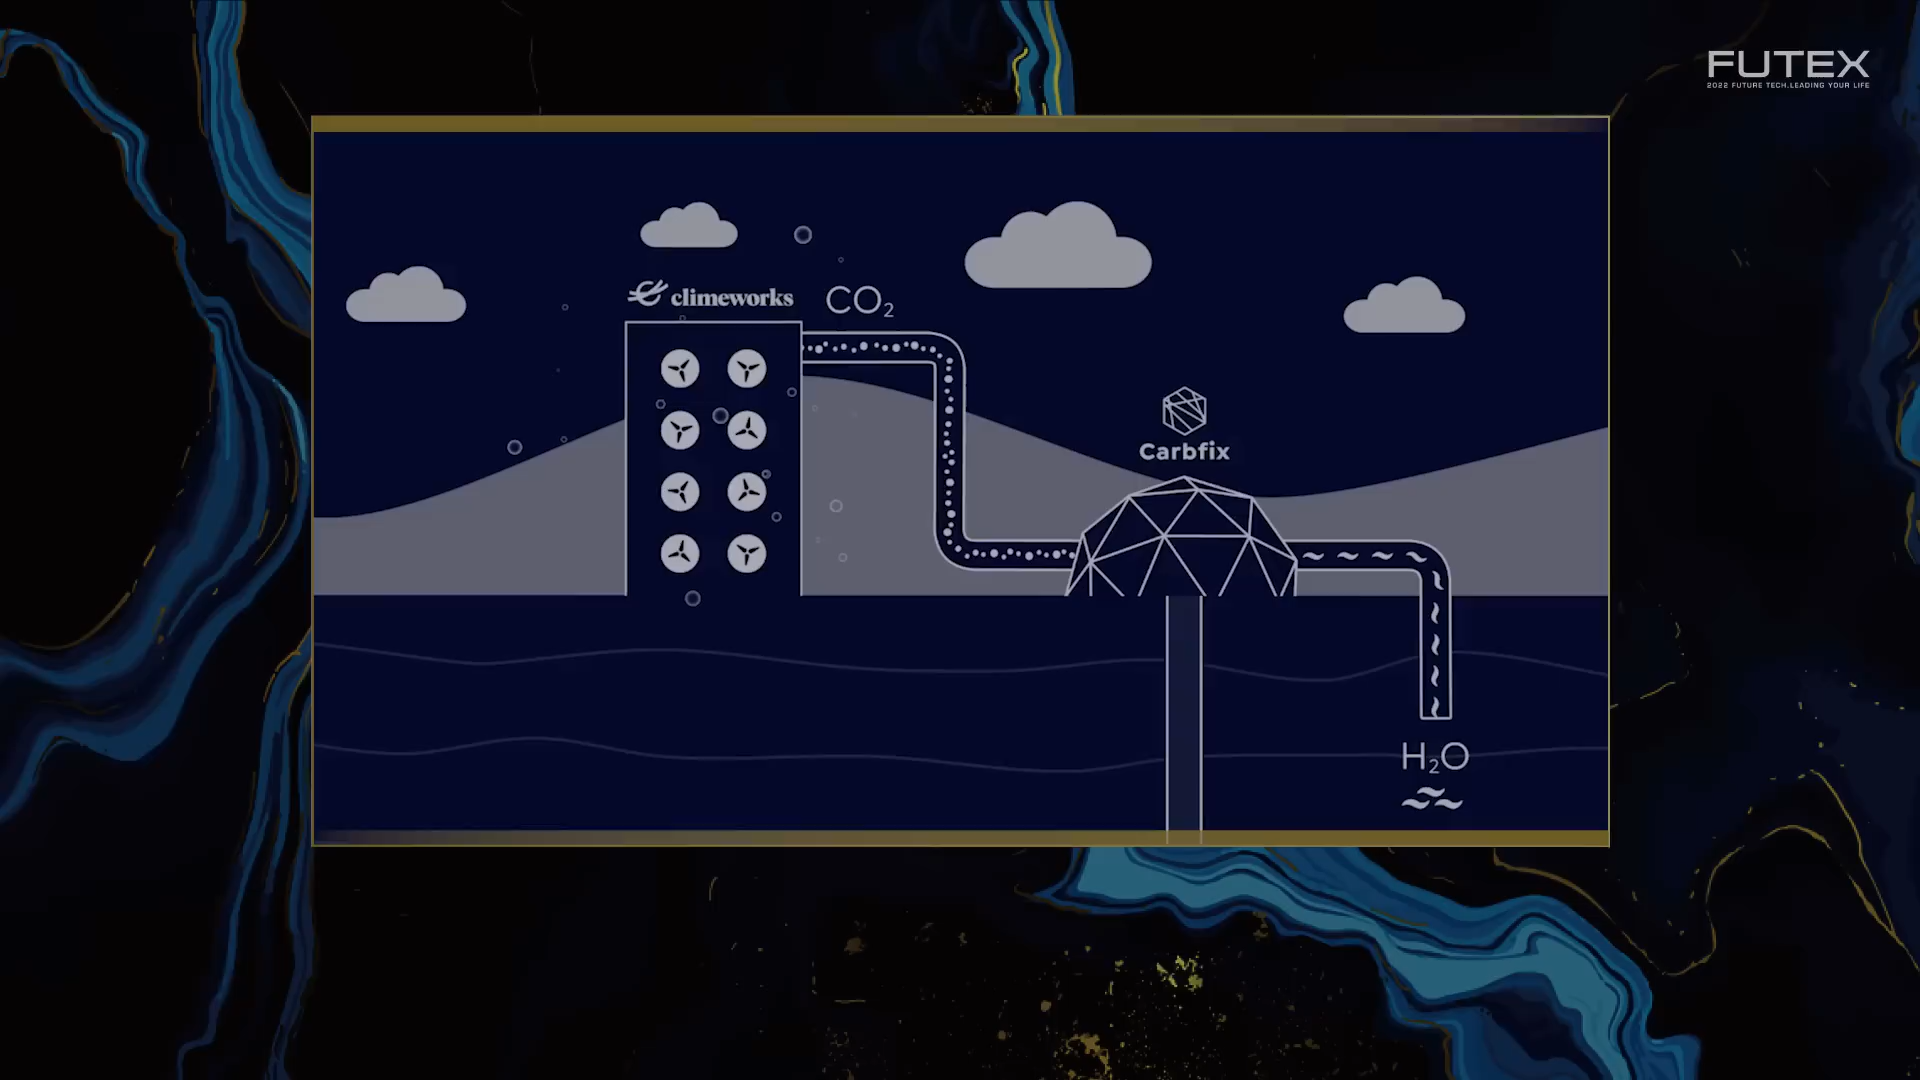 FUTEX
2022 FUTURE TECH.LEADING YOUR LIFE
climeworks
CO₂
Carbfix
H₂O